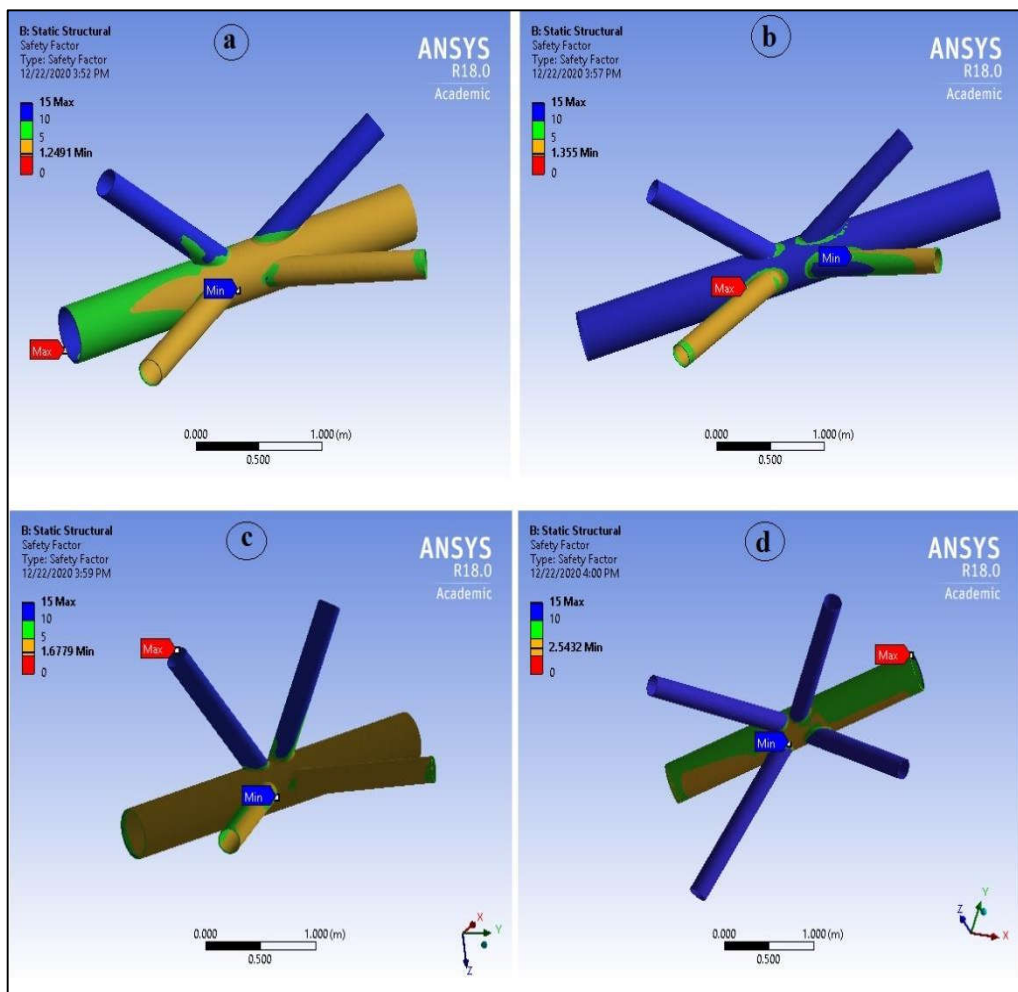 B: Static Structural
Safety Factor
Type: Safety Factor
12/22/2020 3:52 PM
a
ANSYS
R18.0
Academic
15 Max
10
5
1.2491 Min
0
Min
Max
0.000
1.000 (m)
0.500
B: Static Structural
Safety Factor
Type: Safety Factor
12/22/2020 3:57 PM
b
ANSYS
R18.0
Academic
15 Max
10
5
1.355 Min
0
Min
Max
0.000
1.000 (m)
0.500
B: Static Structural
Safety Factor
Type: Safety Factor
12/22/2020 3:59 PM
c
ANSYS
R18.0
Academic
15 Max
10
5
1.6779 Min
0
Max
Min
0.000
1.000 (m)
0.500
X
Y
Z
B: Static Structural
Safety Factor
Type: Safety Factor
12/22/2020 4:00 PM
d
ANSYS
R18.0
Academic
15 Max
10
5
2.5432 Min
0
Max
Min
0.000
1.000 (m)
0.500
Y
Z
X